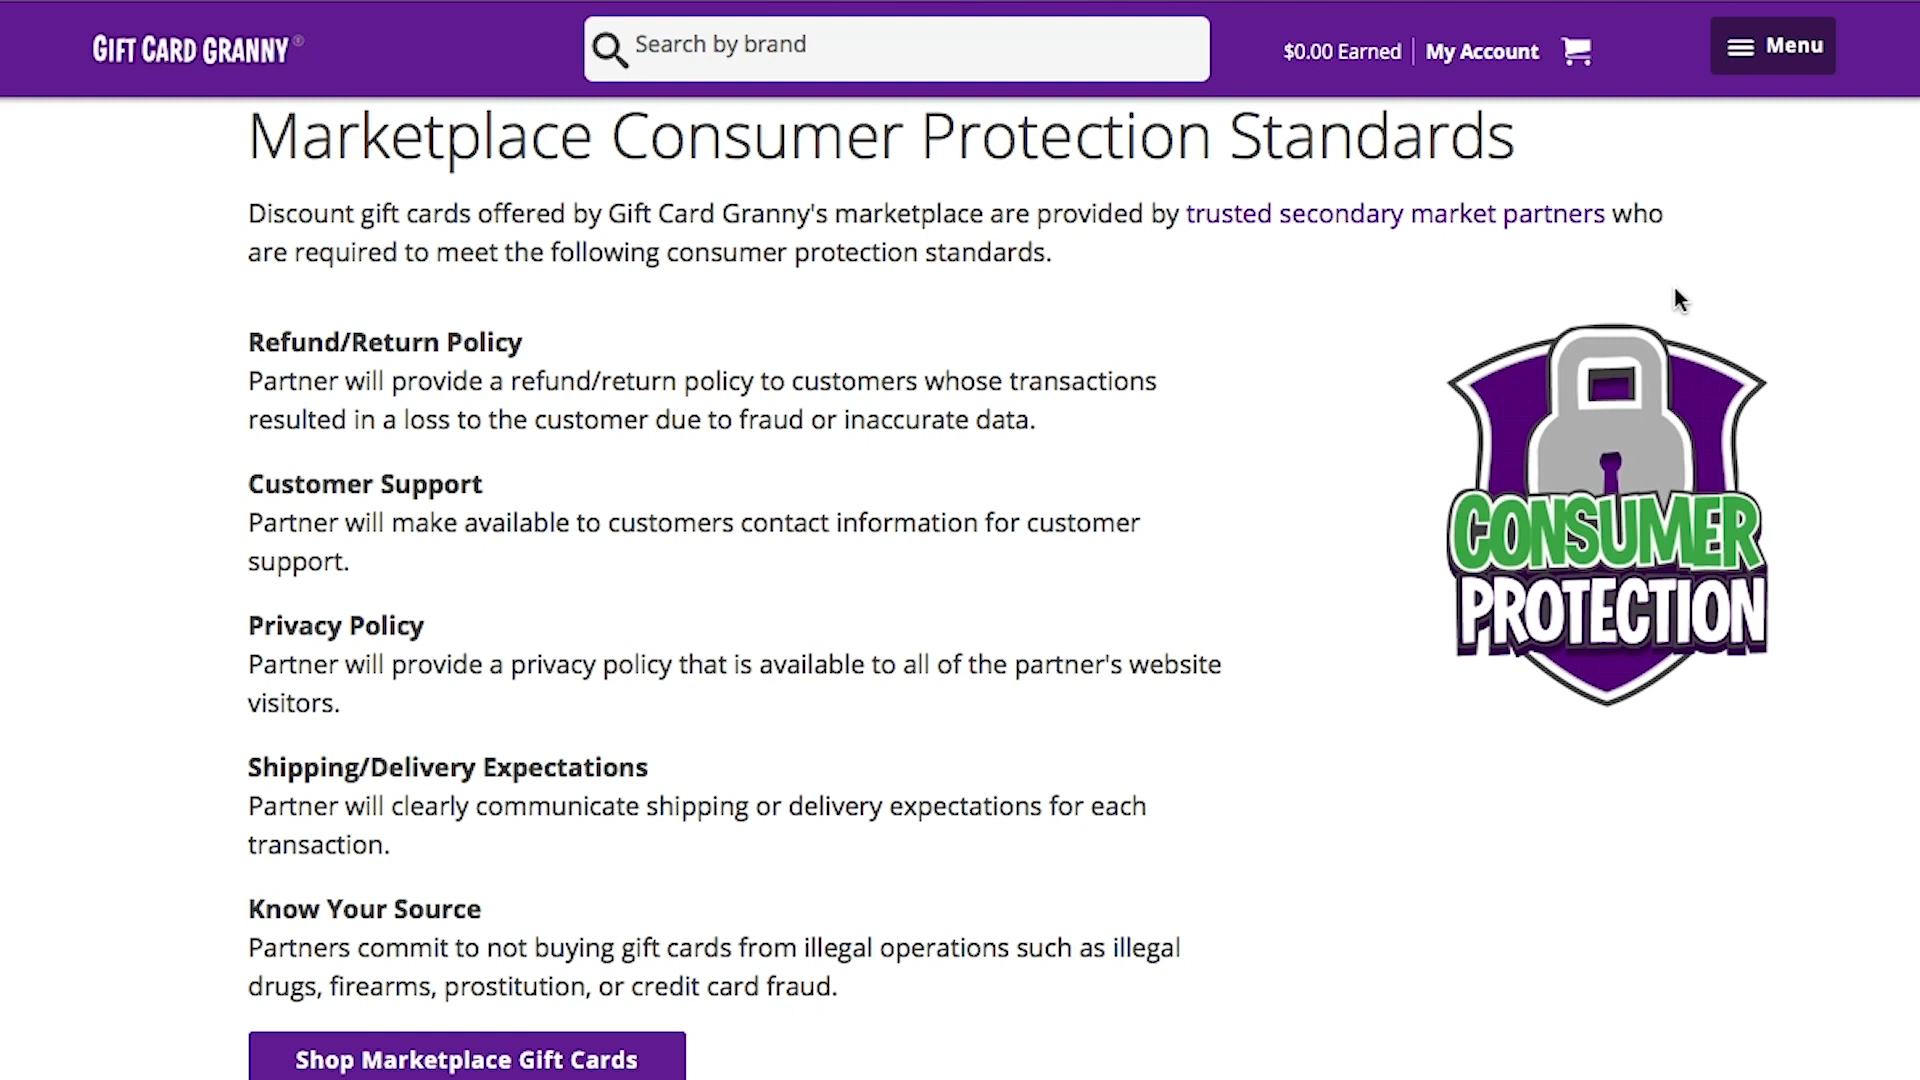 GIFT CARD GRANNY®
Search by brand
$0.00 Earned
My Account
Menu
Marketplace Consumer Protection Standards
Discount gift cards offered by Gift Card Granny's marketplace are provided by trusted secondary market partners who
are required to meet the following consumer protection standards.
Refund/Return Policy
Partner will provide a refund/return policy to customers whose transactions
resulted in a loss to the customer due to fraud or inaccurate data.
Customer Support
Partner will make available to customers contact information for customer
support.
Privacy Policy
Partner will provide a privacy policy that is available to all of the partner's website
visitors.
Shipping/Delivery Expectations
Partner will clearly communicate shipping or delivery expectations for each
transaction.
Know Your Source
Partners commit to not buying gift cards from illegal operations such as illegal
drugs, firearms, prostitution, or credit card fraud.
Shop Marketplace Gift Cards
CONSUMER
PROTECTION